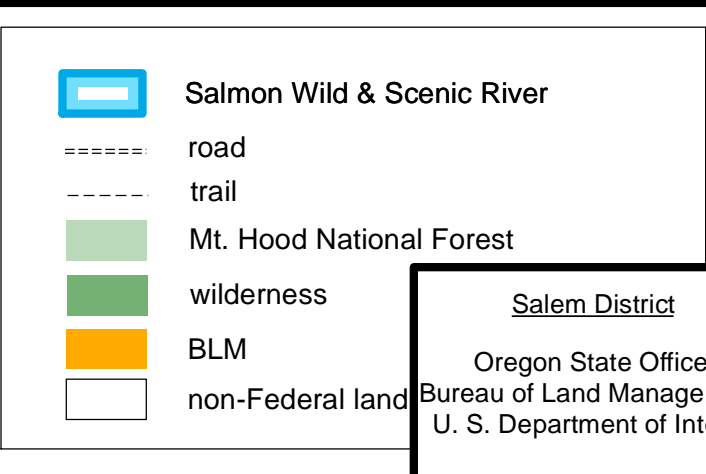 Salmon Wild & Scenic River
road
trail
Mt. Hood National Forest
wilderness
BLM
non-Federal land
Salem District
Oregon State Office
Bureau of Land Manage
U. S. Department of Int